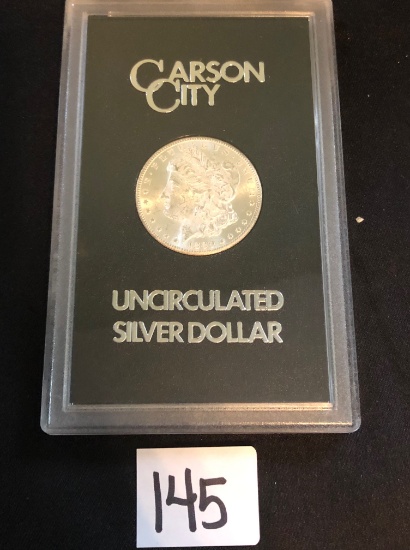 CARSON
CITY
UNCIRCULATED
SILVER DOLLAR
145